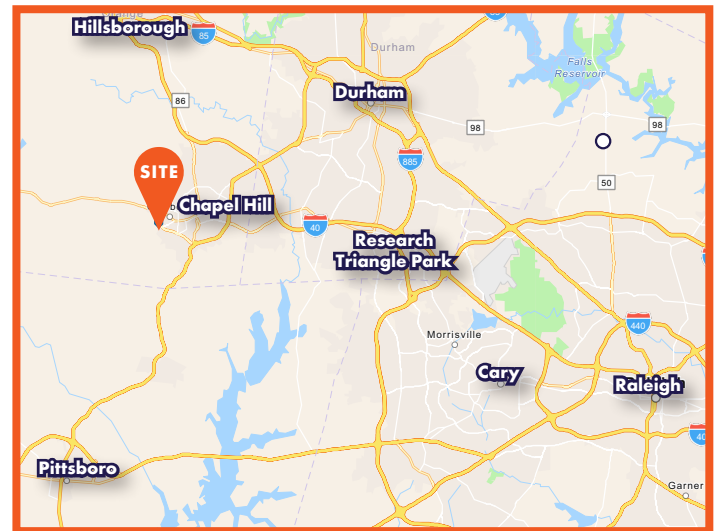 Hillsborough
85
Durham
Falls
Reservoir
86
Durham
98
98
885
SITE
50
Chapel Hill
40
Research
Triangle Park
440
Morrisville
Cary
Raleigh
40
Pittsboro
Garner